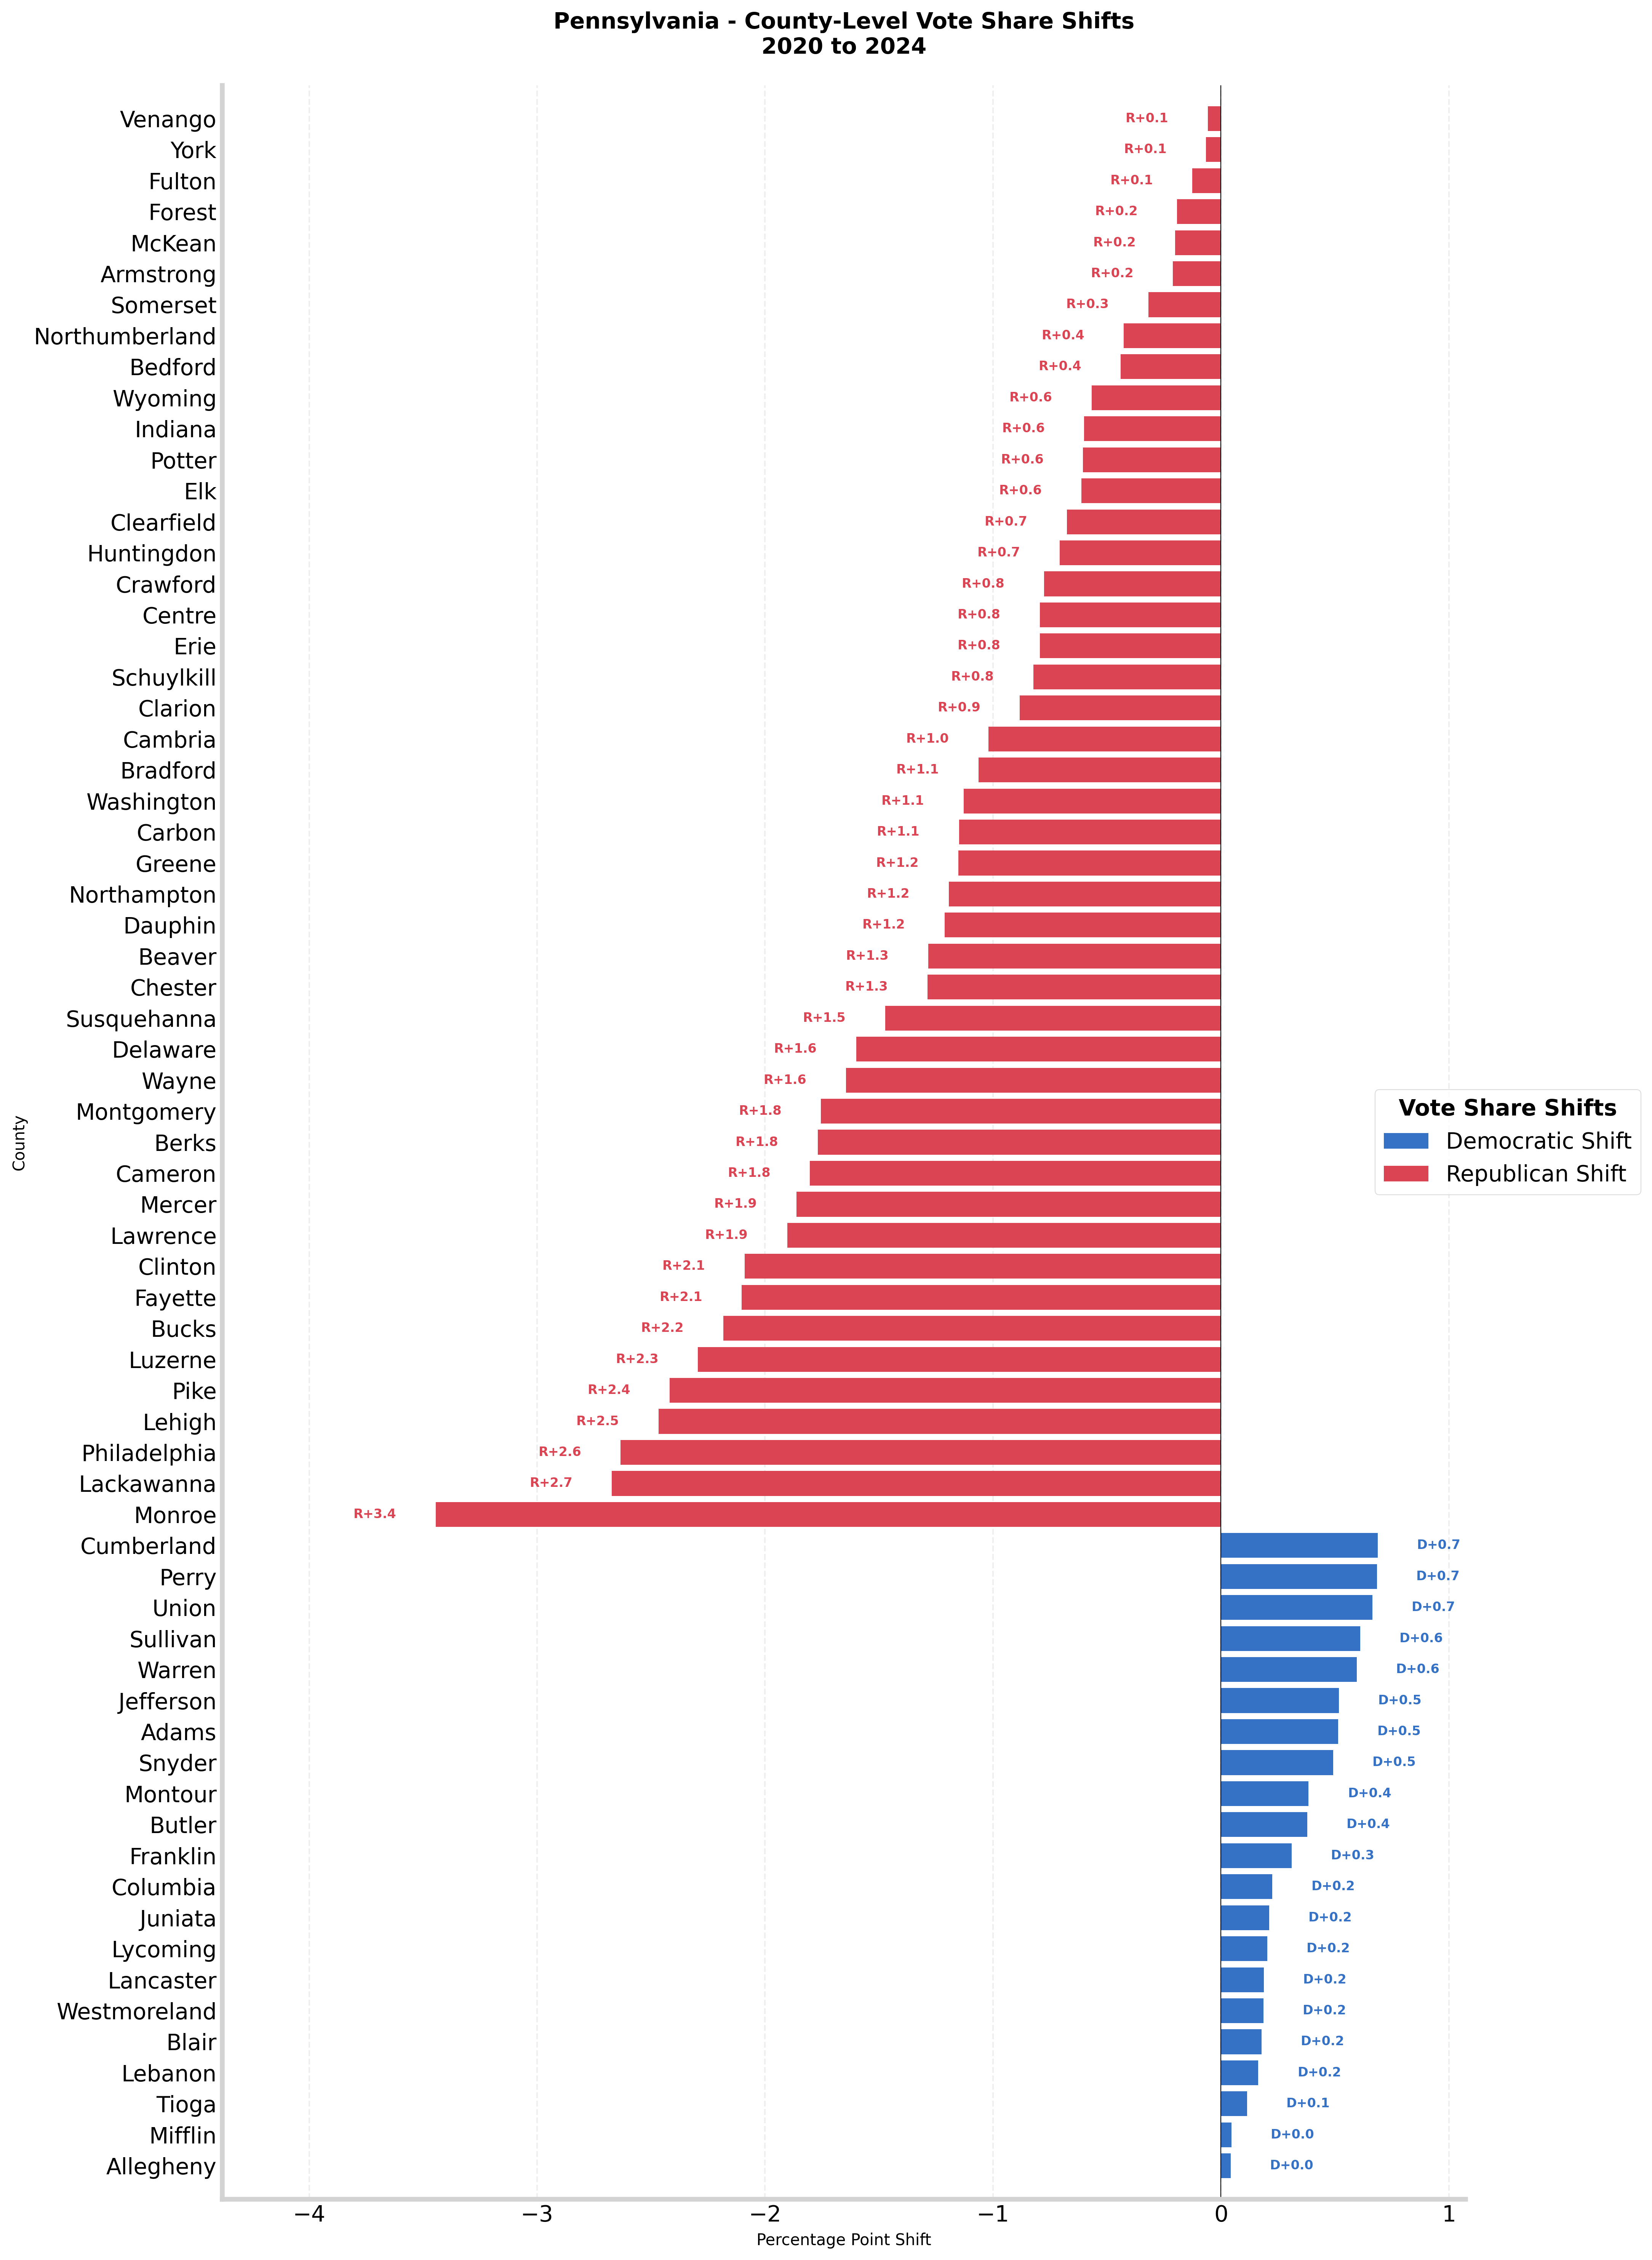 Pennsylvania - County-Level Vote Share Shifts
2020 to 2024
Venango R+0.1
York R+0.1
Fulton R+0.1
Forest R+0.2
McKean R+0.2
Armstrong R+0.2
Somerset R+0.3
Northumberland R+0.4
Bedford R+0.4
Wyoming R+0.6
Indiana R+0.6
Potter R+0.6
Elk R+0.6
Clearfield R+0.7
Huntingdon R+0.7
Crawford R+0.8
Centre R+0.8
Erie R+0.8
Schuylkill R+0.8
Clarion R+0.9
Cambria R+1.0
Bradford R+1.1
Washington R+1.1
Carbon R+1.1
Greene R+1.2
Northampton R+1.2
Dauphin R+1.2
Beaver R+1.3
Chester R+1.3
Susquehanna R+1.5
Delaware R+1.6
Wayne R+1.6
Montgomery R+1.8
Berks R+1.8
Cameron R+1.8
Mercer R+1.9
Lawrence R+1.9
Clinton R+2.1
Fayette R+2.1
Bucks R+2.2
Luzerne R+2.3
Pike R+2.4
Lehigh R+2.5
Philadelphia R+2.6
Lackawanna R+2.7
Monroe R+3.4
Cumberland D+0.7
Perry D+0.7
Union D+0.7
Sullivan D+0.6
Warren D+0.6
Jefferson D+0.5
Adams D+0.5
Snyder D+0.5
Montour D+0.4
Butler D+0.4
Franklin D+0.3
Columbia D+0.2
Juniata D+0.2
Lycoming D+0.2
Lancaster D+0.2
Westmoreland D+0.2
Blair D+0.2
Lebanon D+0.2
Tioga D+0.1
Mifflin D+0.0
Allegheny D+0.0
County
Vote Share Shifts
Democratic Shift
Republican Shift
−4 −3 −2 −1 0 1
Percentage Point Shift